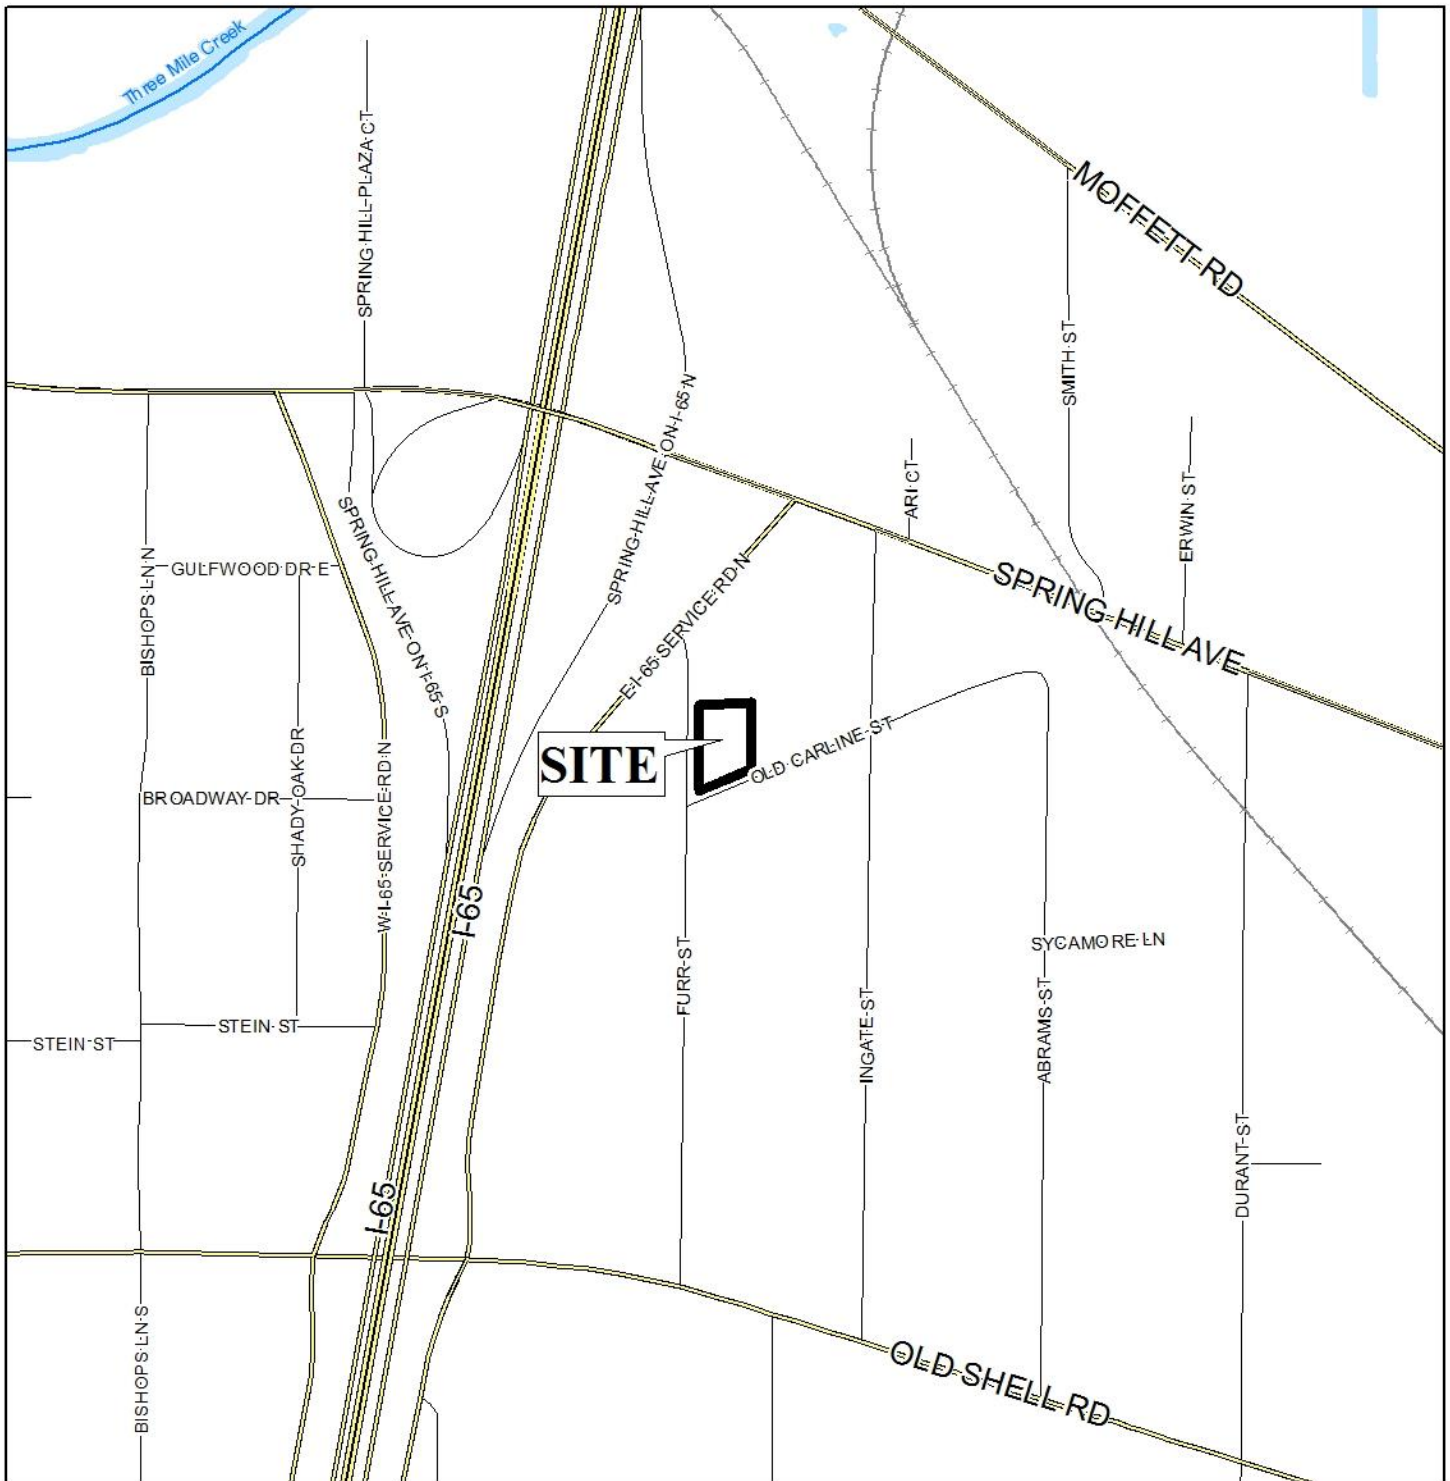 Three Mile Creek
SPRING HILL PLAZA CT
MOFFETT RD
SMITH ST
SPRING HILL AVE ON I-65 N
ARI CT
ERWIN ST
SPRING HILL AVE ON I-65 S
BISHOPS LN N
GULFWOOD DR E
E I-65 SERVICE RD N
SPRING HILL AVE
SITE
OLD CARLINE ST
SHADY OAK DR
BROADWAY DR
W I-65 SERVICE RD N
I-65
FURR ST
SYCAMORE LN
INGATE ST
ABRAMS ST
STEIN ST
STEIN ST
DURANT ST
I-65
BISHOPS LN S
OLD SHELL RD